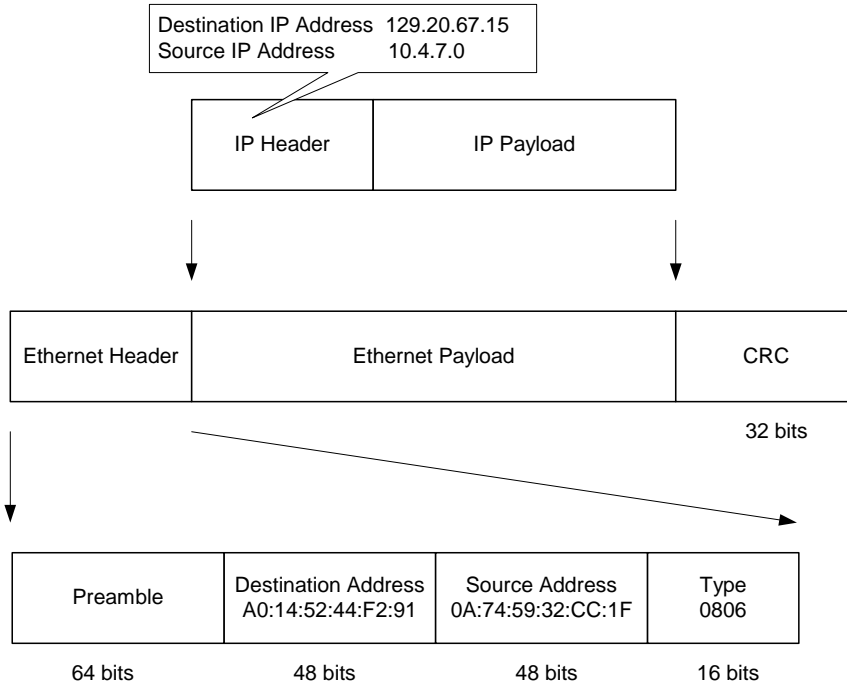 Destination IP Address 129.20.67.15
Source IP Address 10.4.7.0
IP Header
IP Payload
Ethernet Header
Ethernet Payload
CRC
32 bits
Preamble
Destination Address
A0:14:52:44:F2:91
Source Address
0A:74:59:32:CC:1F
Type
0806
64 bits
48 bits
48 bits
16 bits